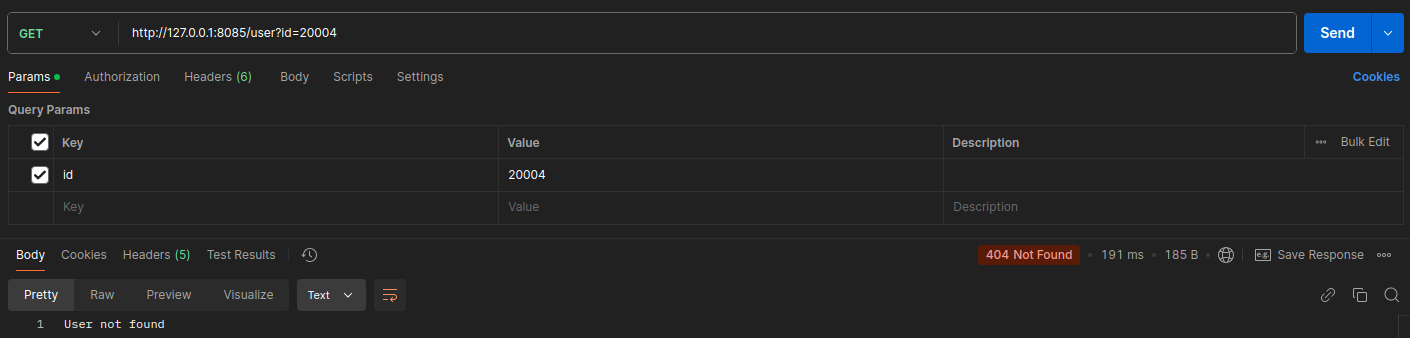 GET http://127.0.0.1:8085/user?id=20004 Send
Params Authorization Headers (6) Body Scripts Settings Cookies
Query Params
Key Value Description Bulk Edit
id 20004
Key Value Description
Body Cookies Headers (5) Test Results 404 Not Found 191 ms 185 B e.g. Save Response
Pretty Raw Preview Visualize Text
1 User not found